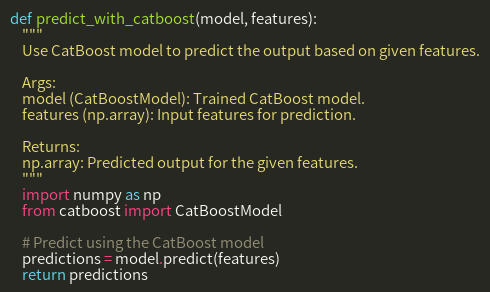 def predict_with_catboost(model, features):
    """
    Use CatBoost model to predict the output based on given features.

    Args:
    model (CatBoostModel): Trained CatBoost model.
    features (np.array): Input features for prediction.

    Returns:
    np.array: Predicted output for the given features.
    """
    import numpy as np
    from catboost import CatBoostModel

    # Predict using the CatBoost model
    predictions = model.predict(features)
    return predictions